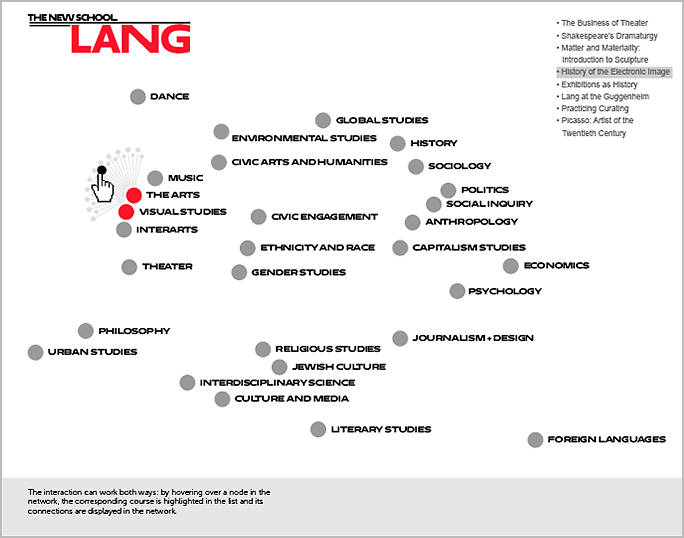 THE NEW SCHOOL
LANG
• The Business of Theater
• Shakespeare's Dramaturgy
• Matter and Materiality:
Introduction to Sculpture
• History of the Electronic Image
• Exhibitions as History
• Lang at the Guggenheim
• Practicing Curating
• Picasso: Artist of the
Twentieth Century
DANCE
GLOBAL STUDIES
ENVIRONMENTAL STUDIES
HISTORY
CIVIC ARTS AND HUMANITIES
SOCIOLOGY
MUSIC
POLITICS
THE ARTS
SOCIAL INQUIRY
VISUAL STUDIES
CIVIC ENGAGEMENT
ANTHROPOLOGY
INTERARTS
ETHNICITY AND RACE
CAPITALISM STUDIES
THEATER
GENDER STUDIES
ECONOMICS
PSYCHOLOGY
PHILOSOPHY
JOURNALISM + DESIGN
URBAN STUDIES
RELIGIOUS STUDIES
JEWISH CULTURE
INTERDISCIPLINARY SCIENCE
CULTURE AND MEDIA
LITERARY STUDIES
FOREIGN LANGUAGES
The interaction can work both ways: by hovering over a node in the
network, the corresponding course is highlighted in the list and its
connections are displayed in the network.